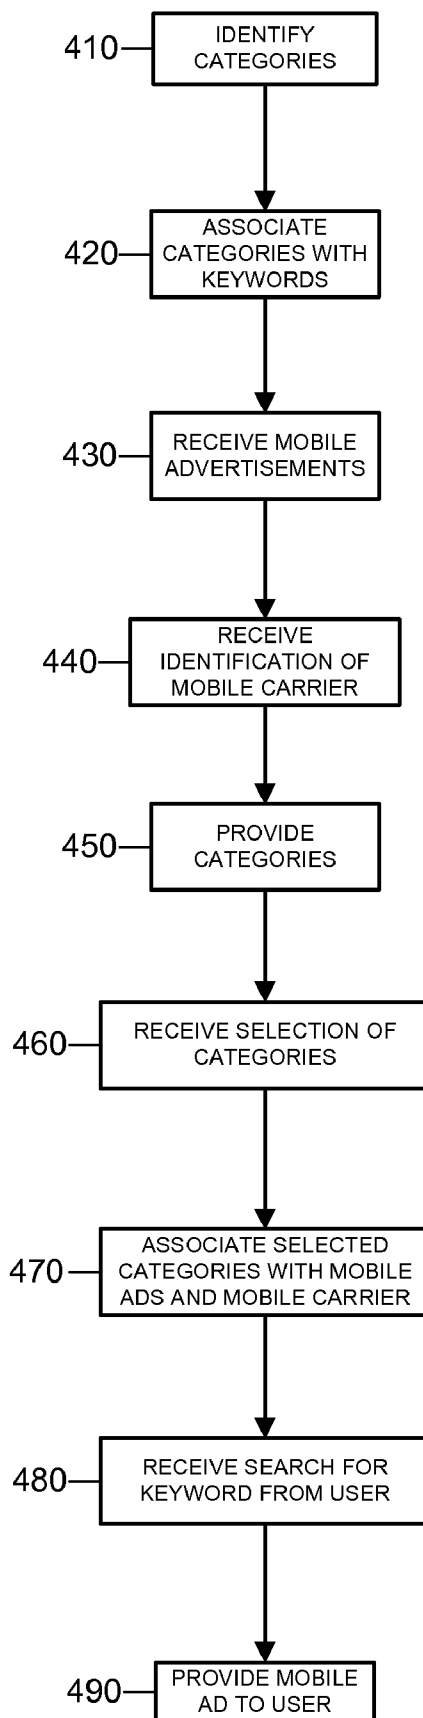 410
IDENTIFY
CATEGORIES
420
ASSOCIATE
CATEGORIES WITH
KEYWORDS
430
RECEIVE MOBILE
ADVERTISEMENTS
440
RECEIVE
IDENTIFICATION OF
MOBILE CARRIER
450
PROVIDE
CATEGORIES
460
RECEIVE SELECTION OF
CATEGORIES
470
ASSOCIATE SELECTED
CATEGORIES WITH MOBILE
ADS AND MOBILE CARRIER
480
RECEIVE SEARCH FOR
KEYWORD FROM USER
490
PROVIDE MOBILE
AD TO USER